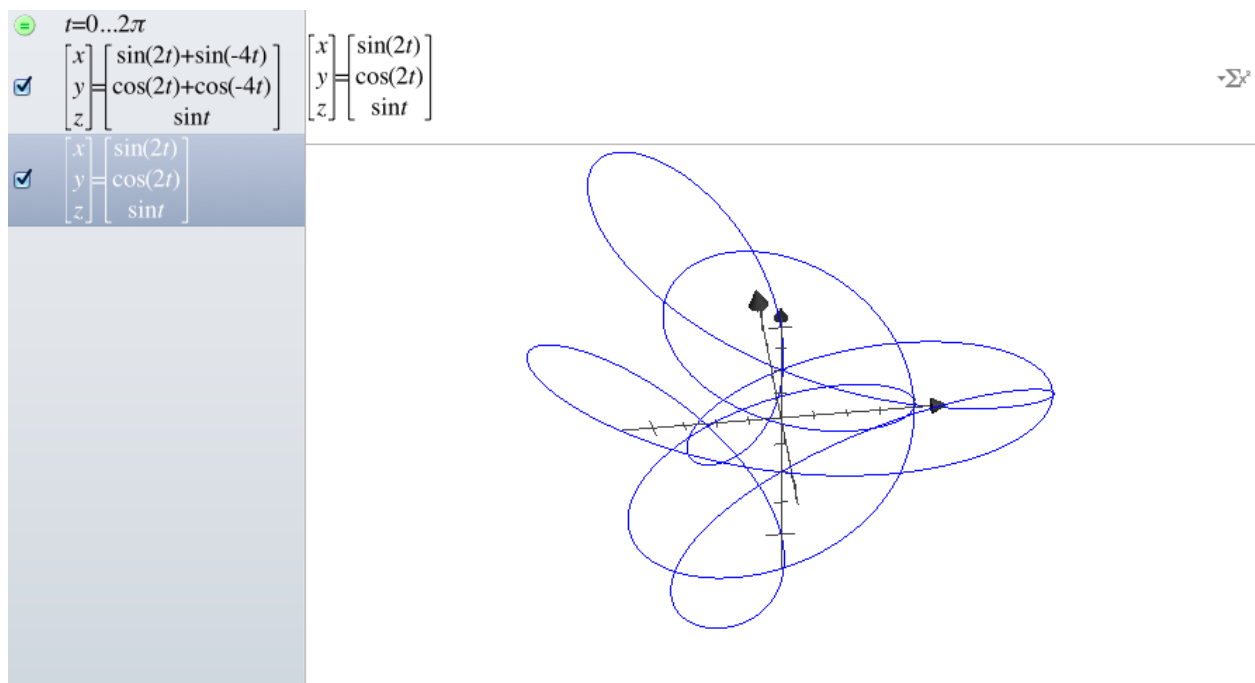 t=0...2π
[x] [sin(2t)+sin(-4t)]
[y]=[cos(2t)+cos(-4t)]
[z] [sint]
[x] [sin(2t)]
[y]=[cos(2t)]
[z] [sint]
[x] [sin(2t)]
[y]=[cos(2t)]
[z] [sint]
Σx²